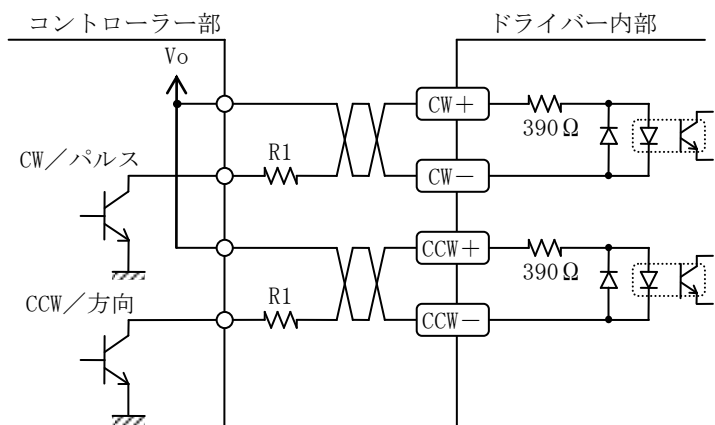 コントローラー部
ドライバー内部
Vo
CW＋
390Ω
CW／パルス
R1
CW－
CCW＋
390Ω
CCW／方向
R1
CCW－